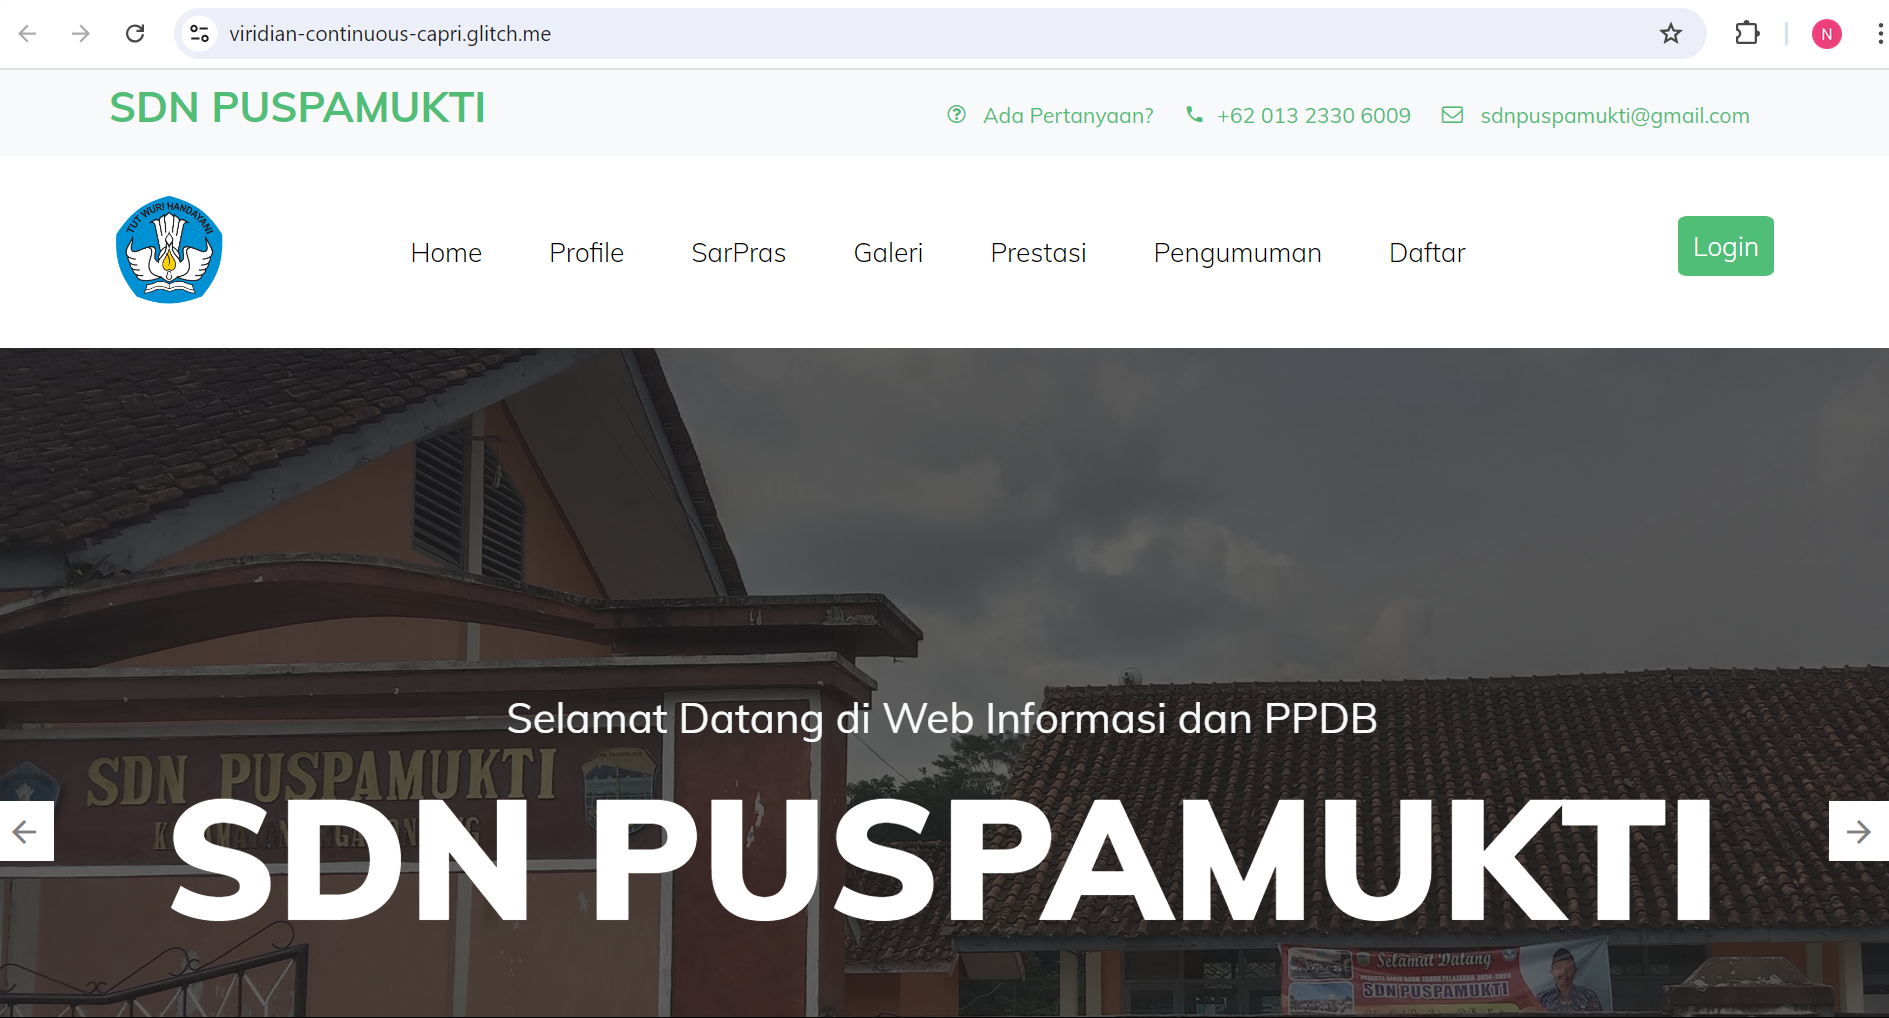 viridian-continuous-capri.glitch.me
N
SDN PUSPAMUKTI
Ada Pertanyaan?
+62 013 2330 6009
sdnpuspamukti@gmail.com
TUT WURI HANDAYANI
Home
Profile
SarPras
Galeri
Prestasi
Pengumuman
Daftar
Login
Selamat Datang di Web Informasi dan PPDB
SDN PUSPAMUKTI
SDN PUSPAMUKTI
Selamat Datang
SDN PUSPAMUKTI